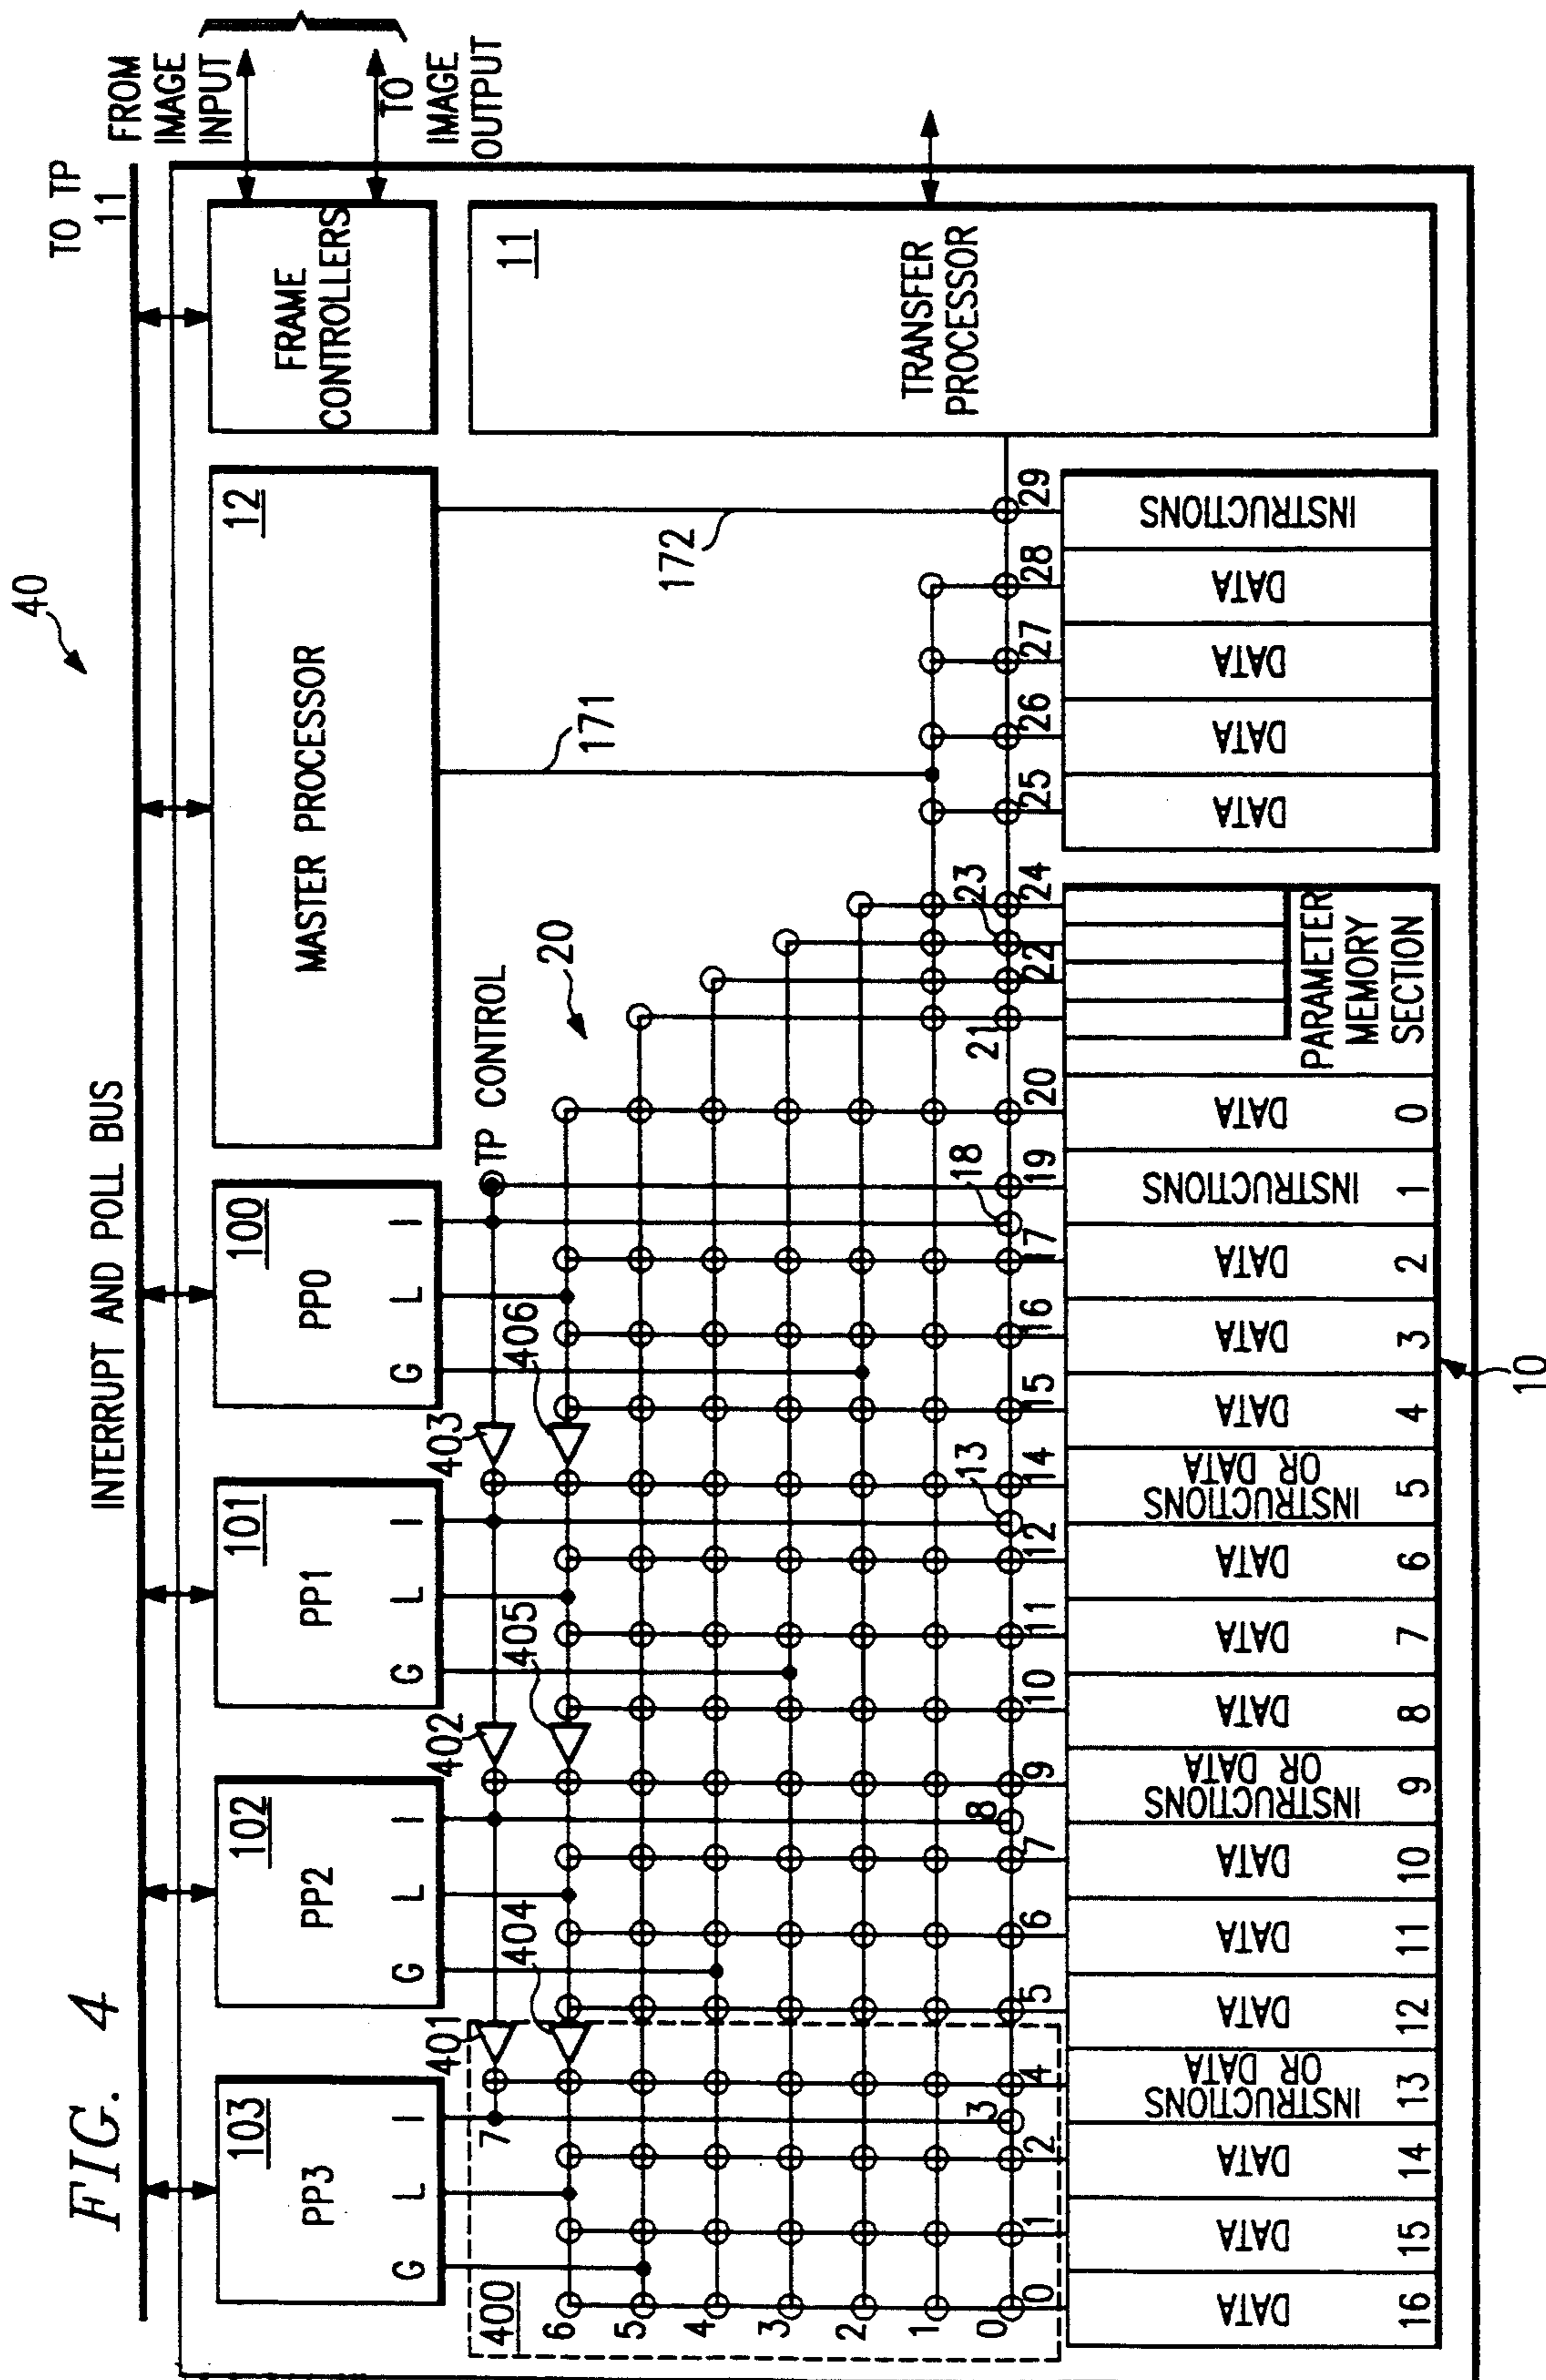 FIG. 4
40
INTERRUPT AND POLL BUS
TO TP
11
FROM
IMAGE
INPUT
TO
IMAGE
OUTPUT
103
PP3
G L I
102
PP2
G L I
101
PP1
G L I
100
PP0
G L I
12
MASTER PROCESSOR
FRAME
CONTROLLERS
11
TRANSFER
PROCESSOR
400
401
404
402
405
403
406
TP CONTROL
20
171
172
7
6
5
4
3
2
1
0
0 1 2 3 4 5 6 7 8 9 10 11 12 13 14 15 16 17 18 19 20 21 22 23 24 25 26 27 28 29
DATA
16
DATA
15
DATA
14
INSTRUCTIONS
OR DATA
13
DATA
12
DATA
11
DATA
10
INSTRUCTIONS
OR DATA
9
DATA
8
DATA
7
DATA
6
INSTRUCTIONS
OR DATA
5
DATA
4
DATA
3
DATA
2
INSTRUCTIONS
1
DATA
0
PARAMETER
MEMORY
SECTION
DATA
DATA
DATA
DATA
INSTRUCTIONS
10